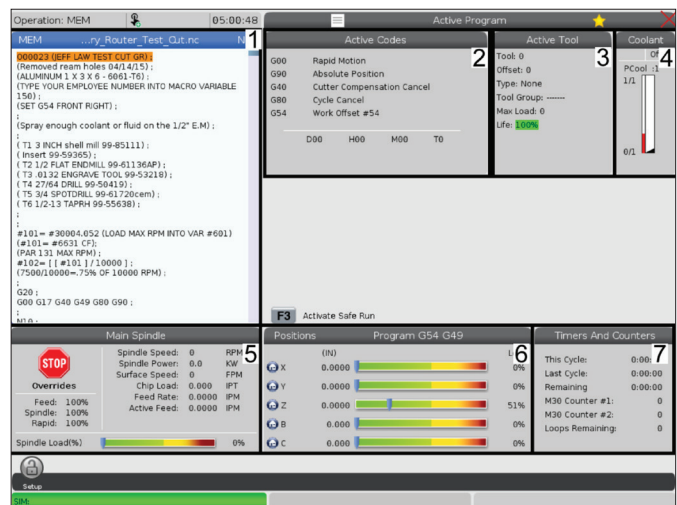 Operation: MEM
05:00:48
Active Program
MEM ...ry_Router_Test_Cut.nc N
1
000023 (JEFF LAW TEST CUT GR) ;
(Removed ream holes 04/14/15) ;
(ALUMINUM 1 X 3 X 6 - 6061-T6) ;
(TYPE YOUR EMPLOYEE NUMBER INTO MACRO VARIABLE
150) ;
(SET G54 FRONT RIGHT) ;
;
(Spray enough coolant or fluid on the 1/2" E.M) ;
;
( T1 3 INCH shell mill 99-85111) ;
( Insert 99-59365) ;
( T2 1/2 FLAT ENDMILL 99-61136AP) ;
( T3 .0132 ENGRAVE TOOL 99-53218) ;
( T4 27/64 DRILL 99-50419) ;
( T5 3/4 SPOTDRILL 99-61720cem) ;
( T6 1/2-13 TAPRH 99-55638) ;
;
;
#101= #30004.052 (LOAD MAX RPM INTO VAR #601)
(#101= #6631 CF);
(PAR 131 MAX RPM) ;
#102= [ [ #101 ] / 10000 ] ;
(7500/10000=.75% OF 10000 RPM) ;
;
G20 ;
G00 G17 G40 G49 G80 G90 ;
;
N10 ;
Active Codes
2
G00 Rapid Motion
G90 Absolute Position
G40 Cutter Compensation Cancel
G80 Cycle Cancel
G54 Work Offset #54
D00 H00 M00 T0
Active Tool
3
Tool: 0
Offset: 0
Type: None
Tool Group: -------
Max Load: 0
Life: 100%
Coolant
4
Of
PCool :1
1/1
0/1
F3 Activate Safe Run
Main Spindle
5
STOP
Overrides
Feed: 100%
Spindle: 100%
Rapid: 100%
Spindle Speed: 0 RPM
Spindle Power: 0.0 KW
Surface Speed: 0 FPM
Chip Load: 0.000 IPT
Feed Rate: 0.0000 IPM
Active Feed: 0.0000 IPM
Spindle Load(%) 0%
Positions Program G54 G49
6
(IN) L
X 0.0000 0%
Y 0.0000 0%
Z 0.0000 51%
B 0.000 0%
C 0.000 0%
Timers And Counters
7
This Cycle: 0:00:
Last Cycle: 0:00:00
Remaining 0:00:00
M30 Counter #1: 0
M30 Counter #2: 0
Loops Remaining: 0
Setup
SIM: